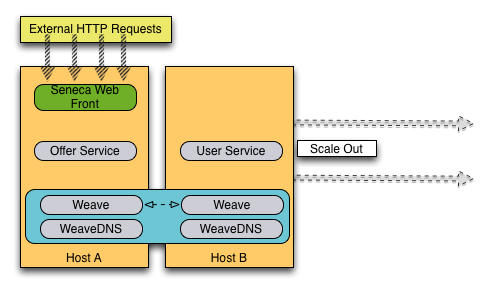 External HTTP Requests
Seneca Web
Front
Offer Service
User Service
Scale Out
Weave
Weave
WeaveDNS
WeaveDNS
Host A
Host B